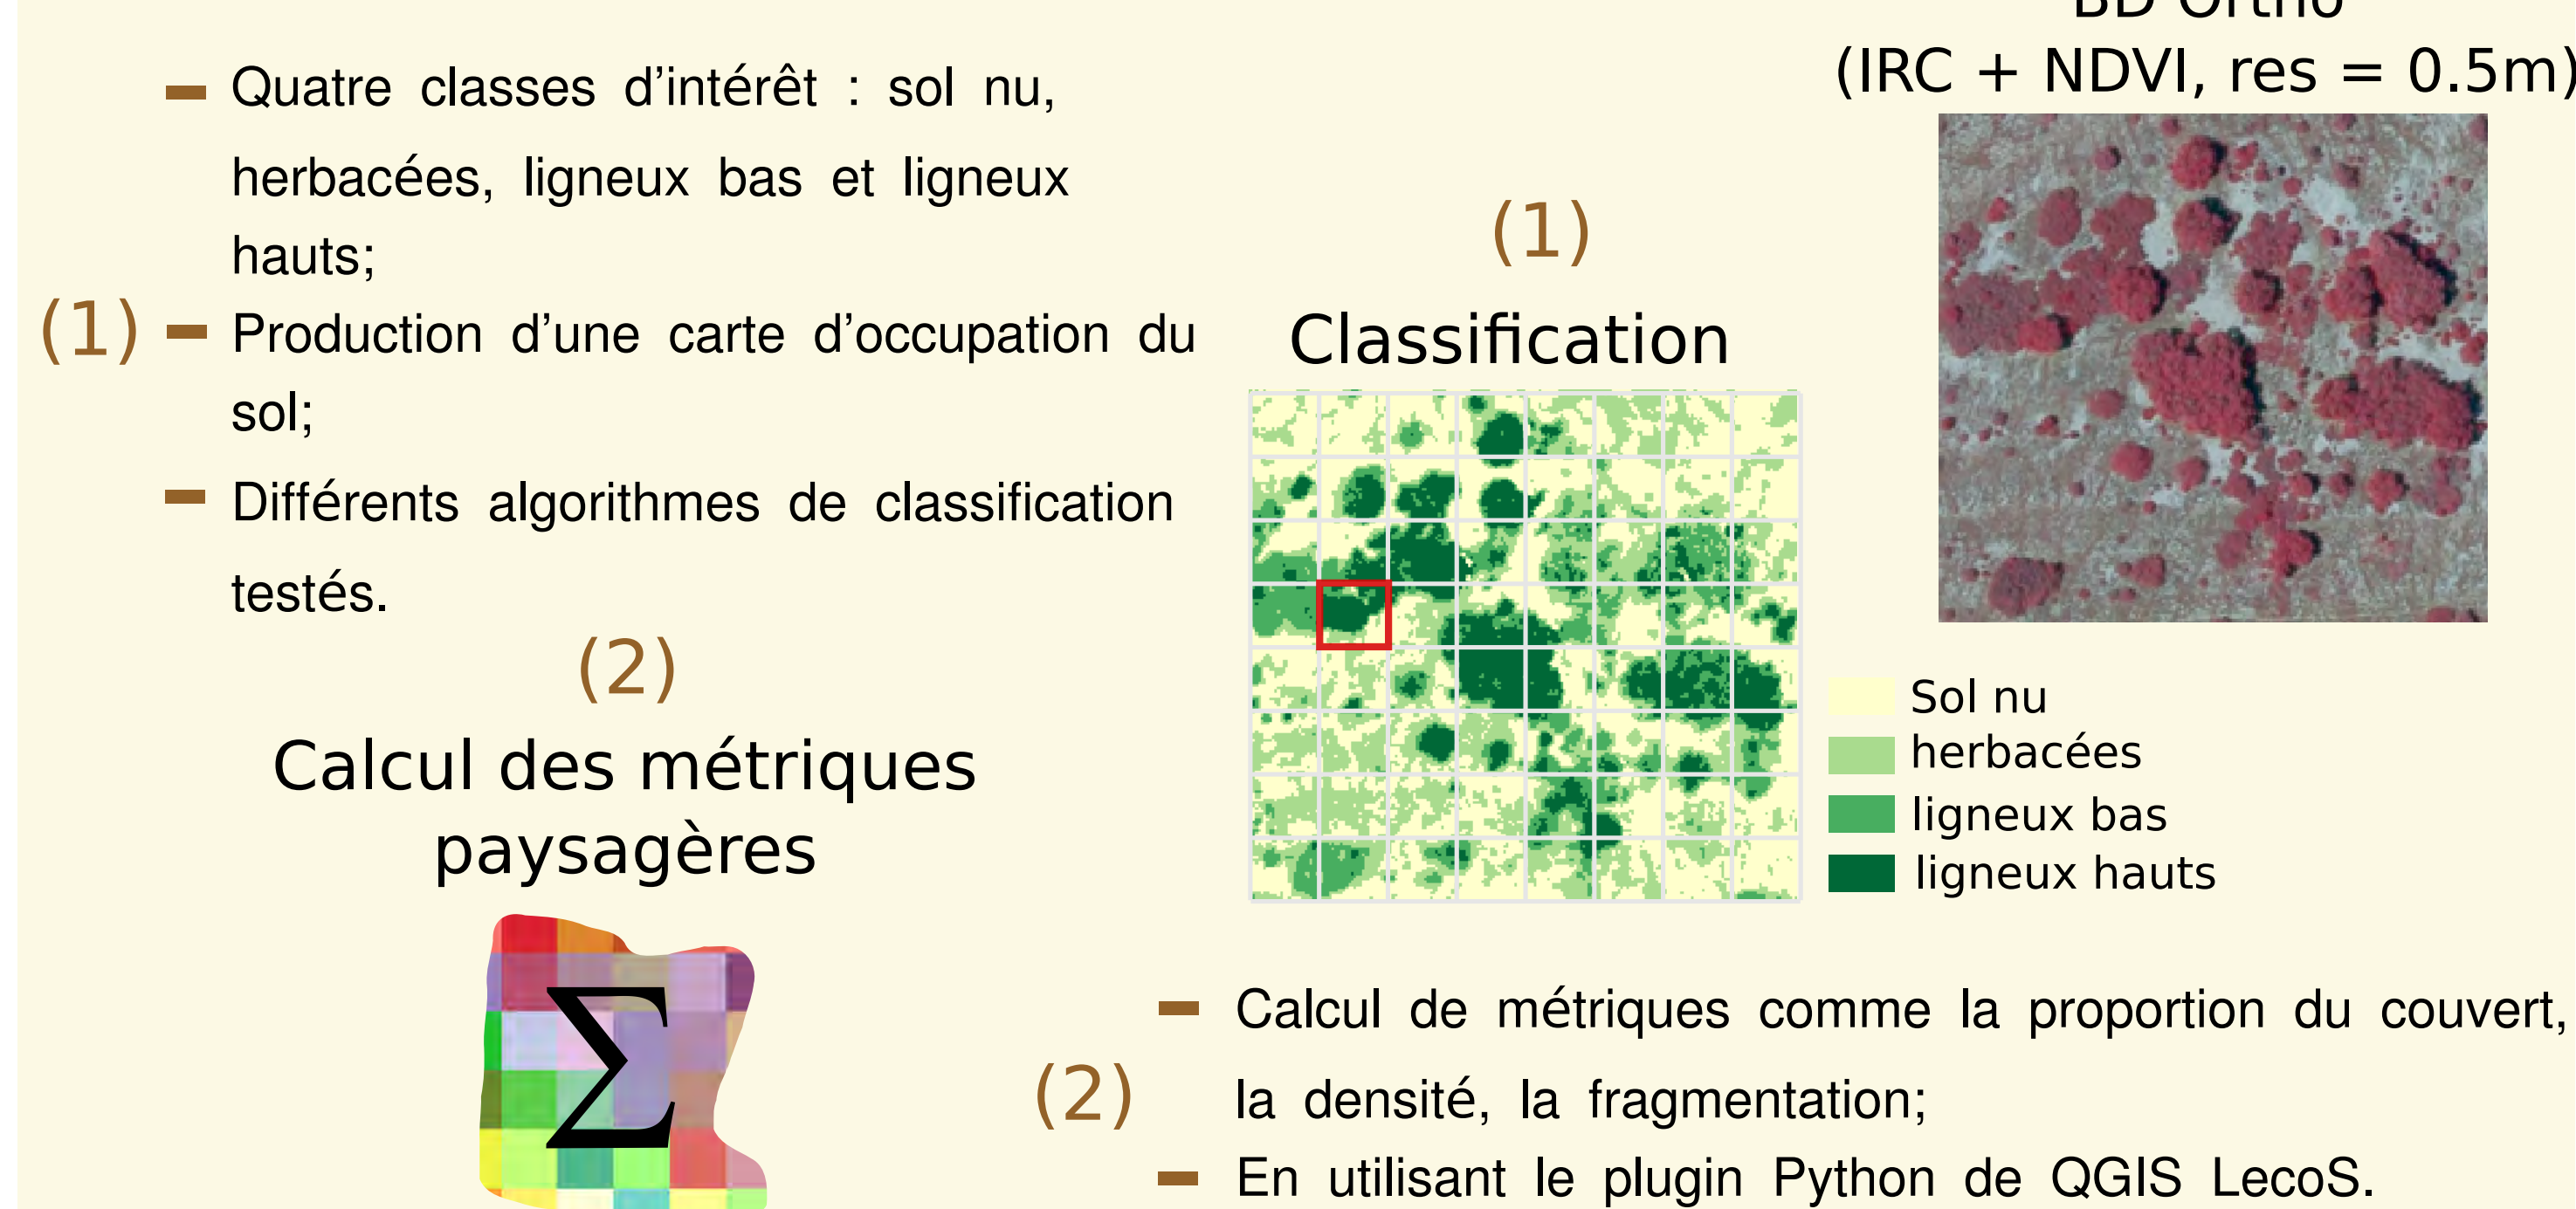 BD Ortho
(IRC + NDVI, res = 0.5m)
Quatre classes d’intérêt : sol nu,
herbacées, ligneux bas et ligneux
hauts;
(1)
Production d’une carte d’occupation du
sol;
Différents algorithmes de classification
testés.
(1)
Classification
Sol nu
herbacées
ligneux bas
ligneux hauts
(2)
Calcul des métriques
paysagères
Σ
(2)
Calcul de métriques comme la proportion du couvert,
la densité, la fragmentation;
En utilisant le plugin Python de QGIS LecoS.